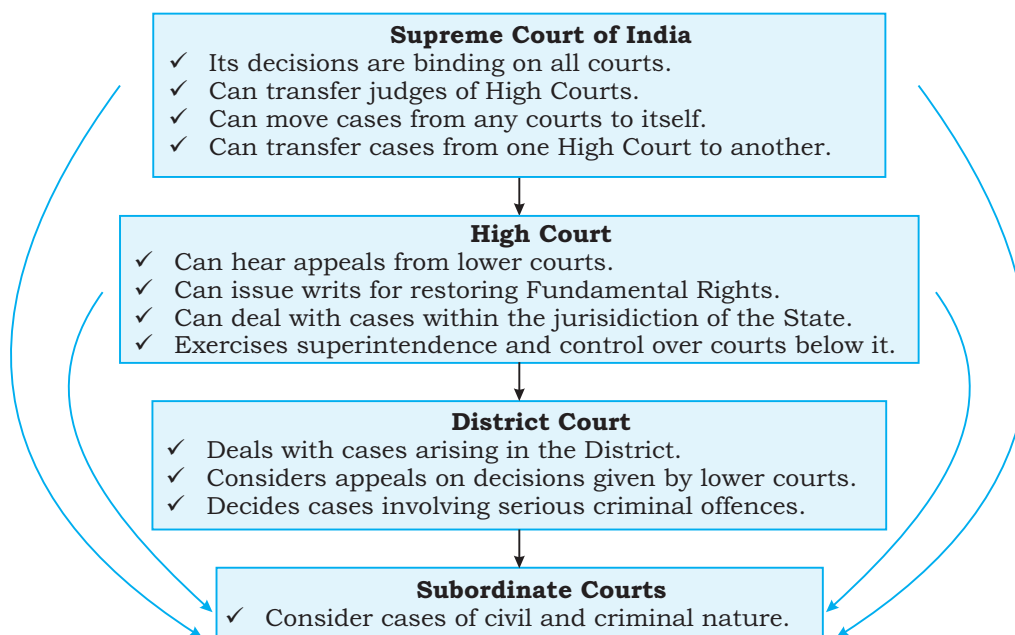 Supreme Court of India
✓ Its decisions are binding on all courts.
✓ Can transfer judges of High Courts.
✓ Can move cases from any courts to itself.
✓ Can transfer cases from one High Court to another.
High Court
✓ Can hear appeals from lower courts.
✓ Can issue writs for restoring Fundamental Rights.
✓ Can deal with cases within the jurisidiction of the State.
✓ Exercises superintendence and control over courts below it.
District Court
✓ Deals with cases arising in the District.
✓ Considers appeals on decisions given by lower courts.
✓ Decides cases involving serious criminal offences.
Subordinate Courts
✓ Consider cases of civil and criminal nature.